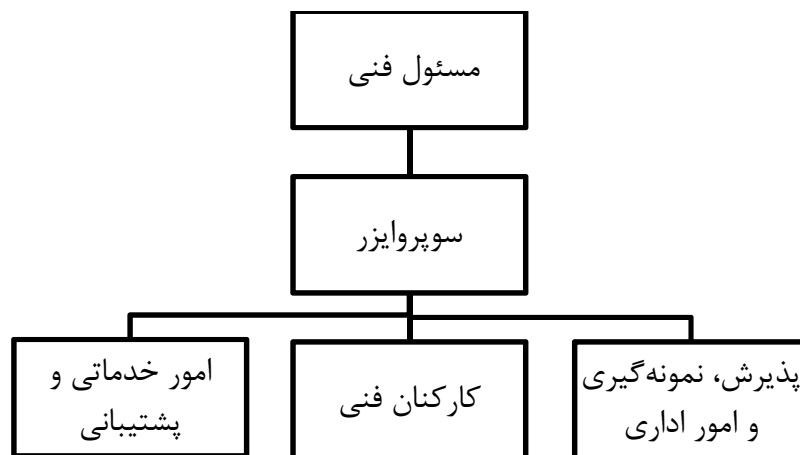 مسئول فنی
سوپروایزر
پذیرش، نمونه‌گیری
و امور اداری
کارکنان فنی
امور خدماتی و
پشتیبانی